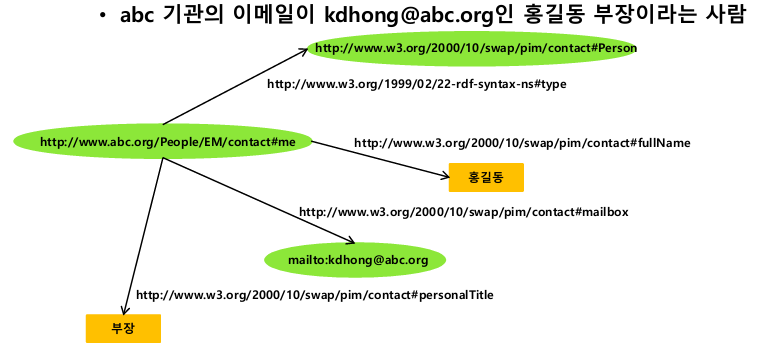 • abc 기관의 이메일이 kdhong@abc.org인 홍길동 부장이라는 사람
http://www.w3.org/2000/10/swap/pim/contact#Person
http://www.w3.org/1999/02/22-rdf-syntax-ns#type
http://www.abc.org/People/EM/contact#me
http://www.w3.org/2000/10/swap/pim/contact#fullName
홍길동
http://www.w3.org/2000/10/swap/pim/contact#mailbox
mailto:kdhong@abc.org
http://www.w3.org/2000/10/swap/pim/contact#personalTitle
부장